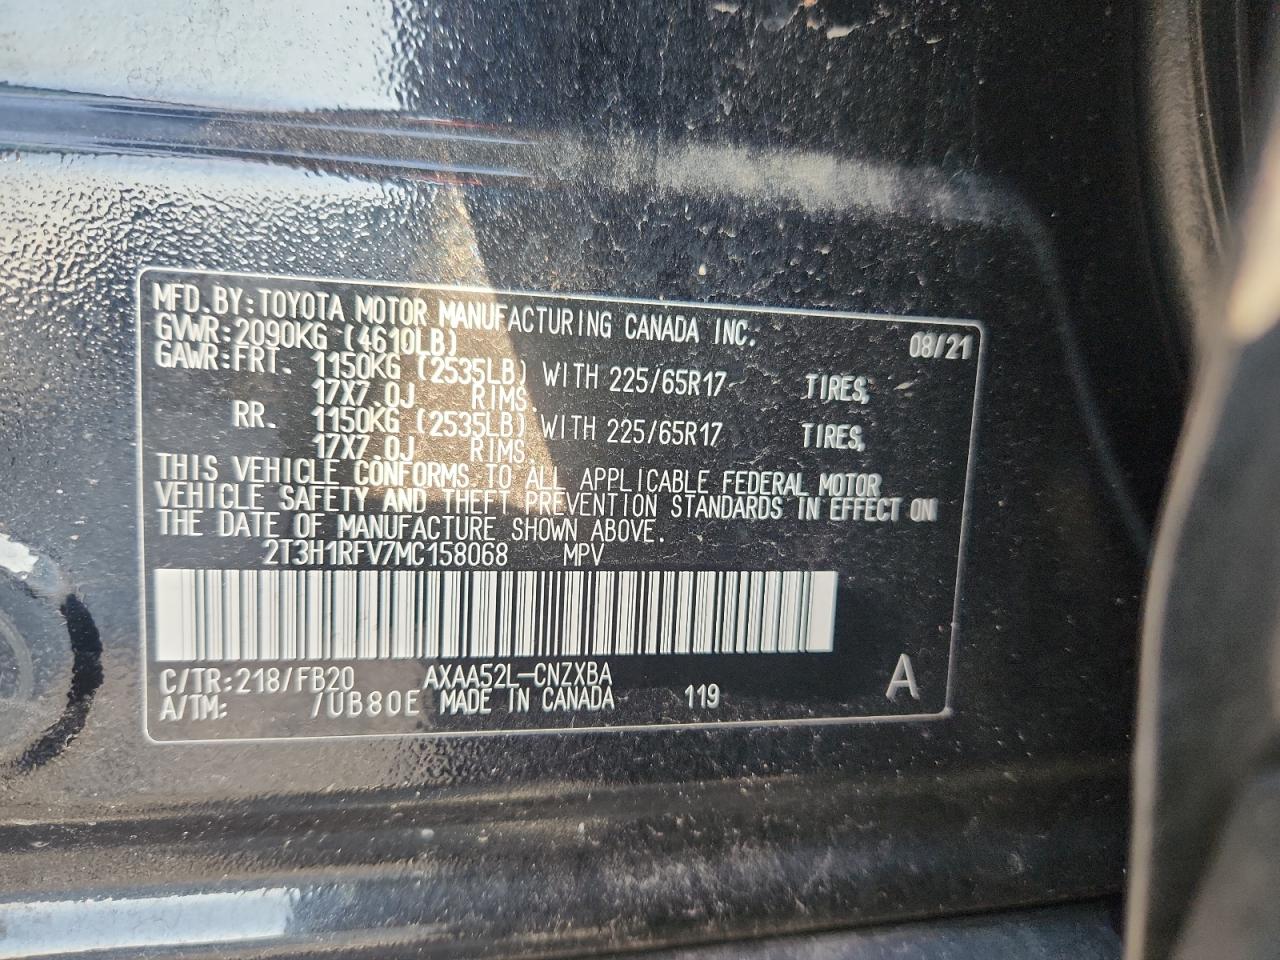 MFD.BY:TOYOTA MOTOR MANUFACTURING CANADA INC. 08/21
GVWR:2090KG (4610LB)
GAWR:FRT. 1150KG (2535LB) WITH 225/65R17 TIRES,
17X7.0J RIMS.
RR. 1150KG (2535LB) WITH 225/65R17 TIRES,
17X7.0J RIMS.
THIS VEHICLE CONFORMS TO ALL APPLICABLE FEDERAL MOTOR
VEHICLE SAFETY AND THEFT PREVENTION STANDARDS IN EFFECT ON
THE DATE OF MANUFACTURE SHOWN ABOVE.
2T3H1RFV7MC158068 MPV
C/TR:218/FB20 AXAA52L-CNZXBA
A/TM: /UB80E MADE IN CANADA 119 A